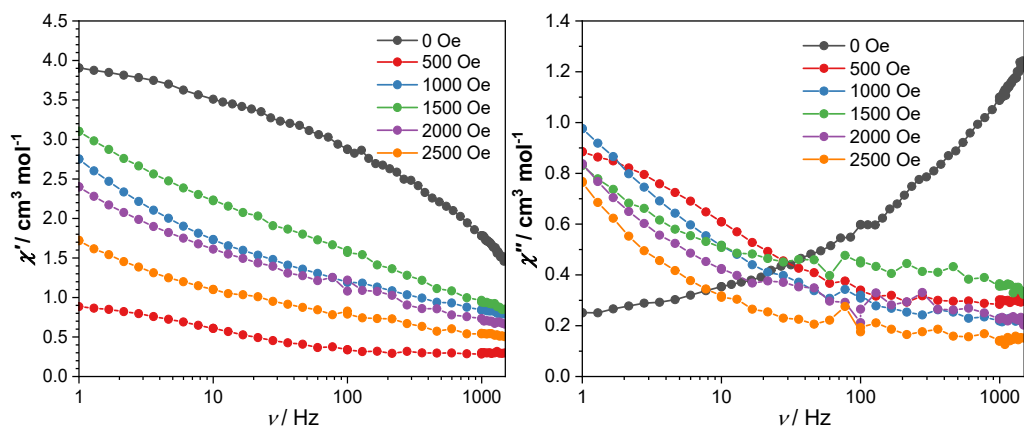 4.5
4.0
3.5
3.0
2.5
2.0
1.5
1.0
0.5
0.0
χ′/ cm³ mol⁻¹
0 Oe
500 Oe
1000 Oe
1500 Oe
2000 Oe
2500 Oe
1 10 100 1000
ν/ Hz
1.4
1.2
1.0
0.8
0.6
0.4
0.2
0.0
χ″/ cm³ mol⁻¹
0 Oe
500 Oe
1000 Oe
1500 Oe
2000 Oe
2500 Oe
1 10 100 1000
ν/ Hz